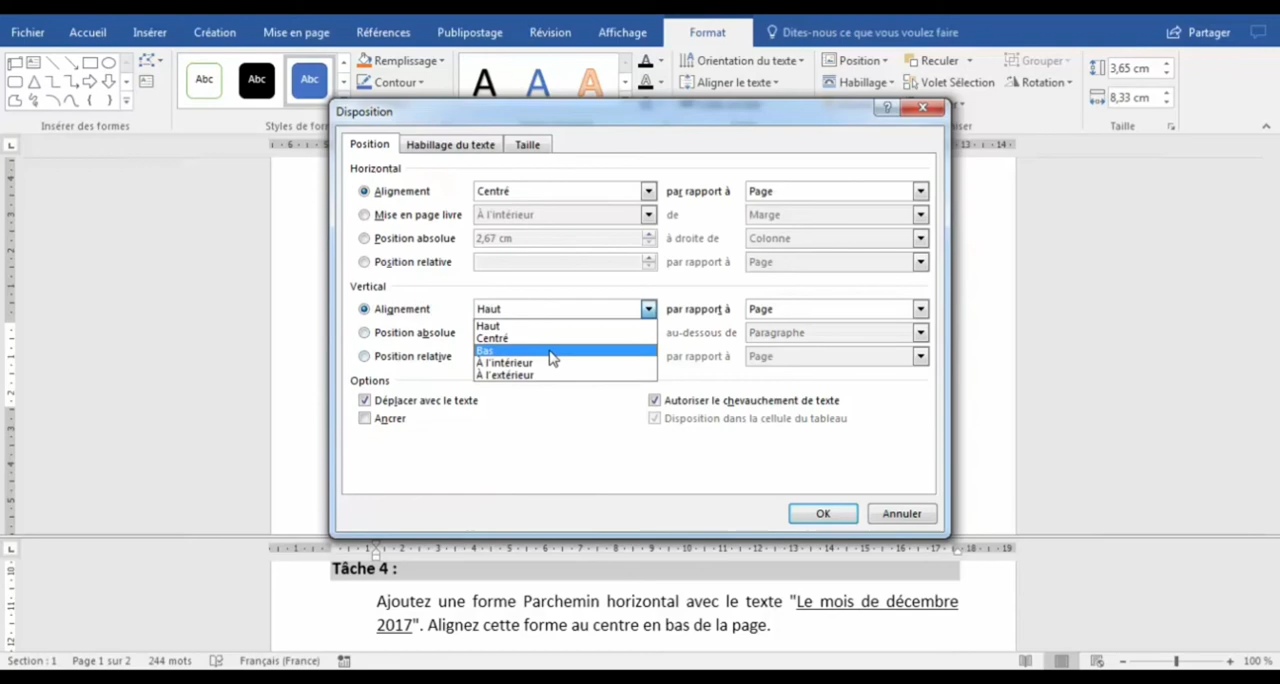 Fichier Accueil Insérer Création Mise en page Références Publipostage Révision Affichage Format Dites-nous ce que vous voulez faire Partager
Abc Abc Abc Remplissage A A A A Orientation du texte Position Reculer Grouper 3,65 cm
Contour A Aligner le texte Habillage Volet Sélection Rotation 8,33 cm
Insérer des formes Taille
Disposition
Position Habillage du texte Taille
Horizontal
Alignement Centré par rapport à Page
Mise en page livre À l'intérieur de Marge
Position absolue 2,67 cm à droite de Colonne
Position relative par rapport à Page
Vertical
Alignement Haut par rapport à Page
Haut
Position absolue Centré au-dessous de Paragraphe
Bas
Position relative À l'intérieur par rapport à Page
À l'extérieur
Options
Déplacer avec le texte Autoriser le chevauchement de texte
Ancrer Disposition dans la cellule du tableau
OK Annuler
Tâche 4 :
Ajoutez une forme Parchemin horizontal avec le texte "Le mois de décembre
2017". Alignez cette forme au centre en bas de la page.
Section : 1 Page 1 sur 2 244 mots Français (France) 100 %